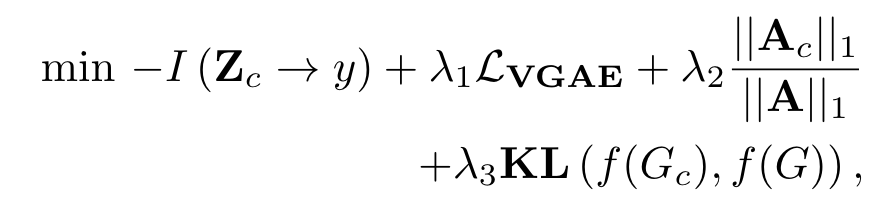 min −I (Z_c → y) + λ_1 ℒ_VGAE + λ_2 ||A_c||_1 / ||A||_1
+λ_3 KL (f(G_c), f(G)) ,